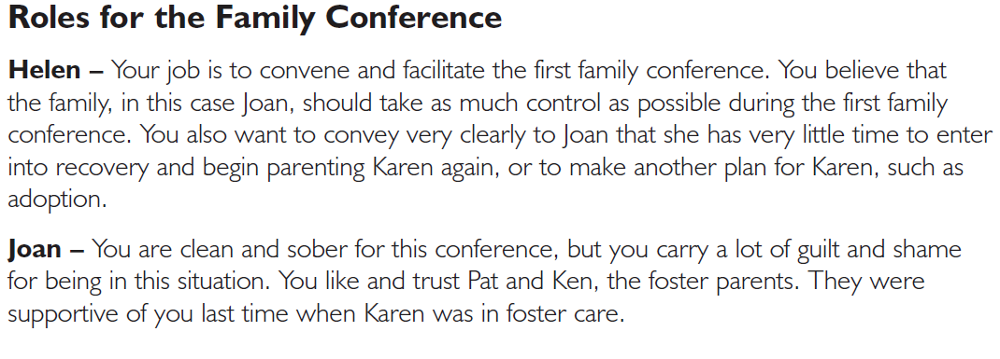 Roles for the Family Conference
Helen – Your job is to convene and facilitate the first family conference. You believe that
the family, in this case Joan, should take as much control as possible during the first family
conference. You also want to convey very clearly to Joan that she has very little time to enter
into recovery and begin parenting Karen again, or to make another plan for Karen, such as
adoption.
Joan – You are clean and sober for this conference, but you carry a lot of guilt and shame
for being in this situation. You like and trust Pat and Ken, the foster parents. They were
supportive of you last time when Karen was in foster care.